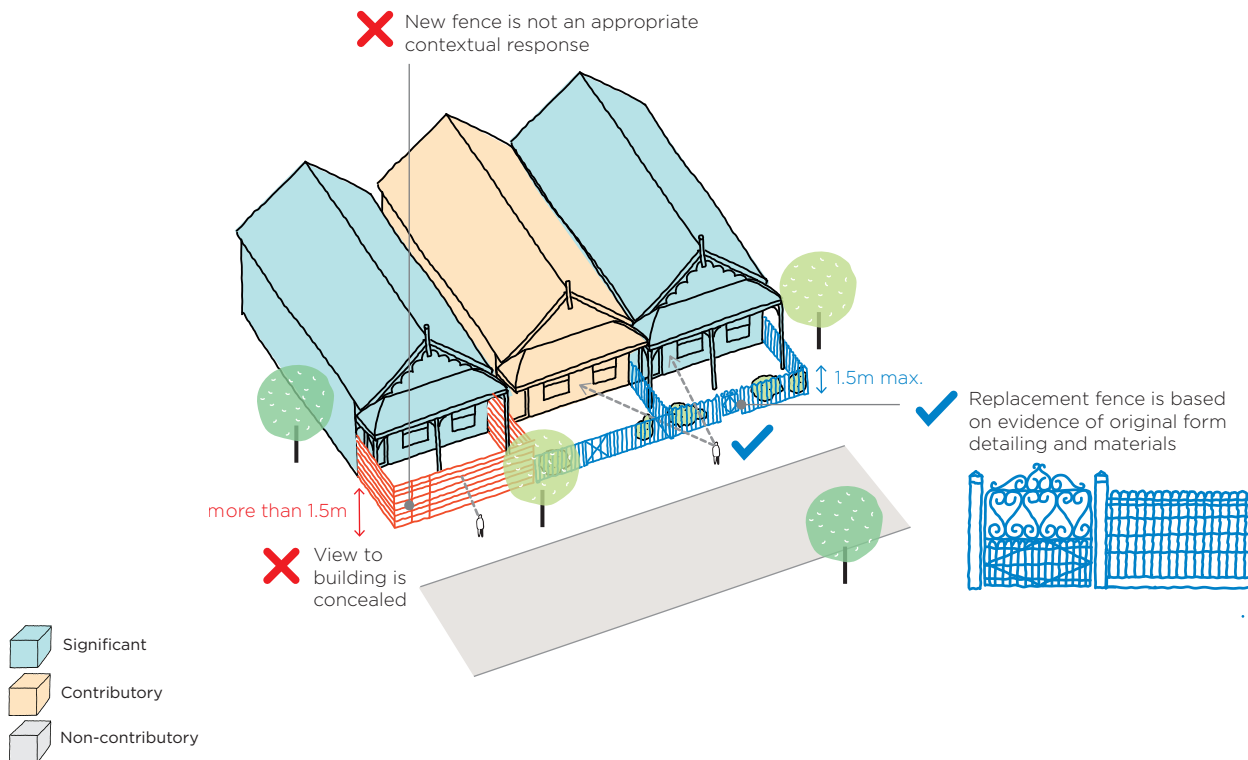 New fence is not an appropriate
contextual response
1.5m max.
Replacement fence is based
on evidence of original form
detailing and materials
more than 1.5m
View to
building is
concealed
Significant
Contributory
Non-contributory